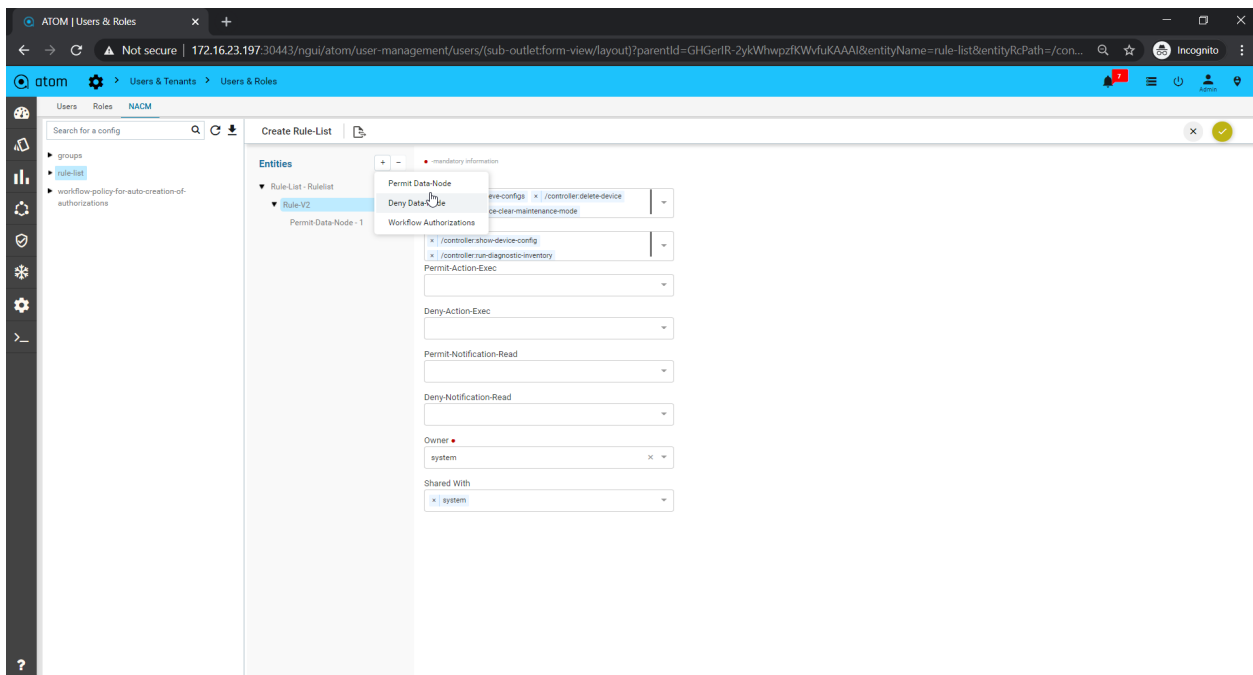 ATOM | Users & Roles
Not secure | 172.16.23.197:30443/ngui/atom/user-management/users/(sub-outlet:form-view/layout)?parentId=GHGerIR-2ykWhwpzfKWvfuKAAAI&entityName=rule-list&entityRcPath=/con... Incognito
atom > Users & Tenants > Users & Roles 7 Admin
Users Roles NACM
Search for a config
Create Rule-List
groups
rule-list
workflow-policy-for-auto-creation-of-
authorizations
Entities + −
Rule-List - Rulelist
Rule-V2
Permit-Data-Node - 1
Permit Data-Node
Deny Data-Node
Workflow Authorizations
-mandatory information
eve-configs × /controller:delete-device
ce-clear-maintenance-mode
× /controller:show-device-config
× /controller:run-diagnostic-inventory
Permit-Action-Exec
Deny-Action-Exec
Permit-Notification-Read
Deny-Notification-Read
Owner
system ×
Shared With
× system
?